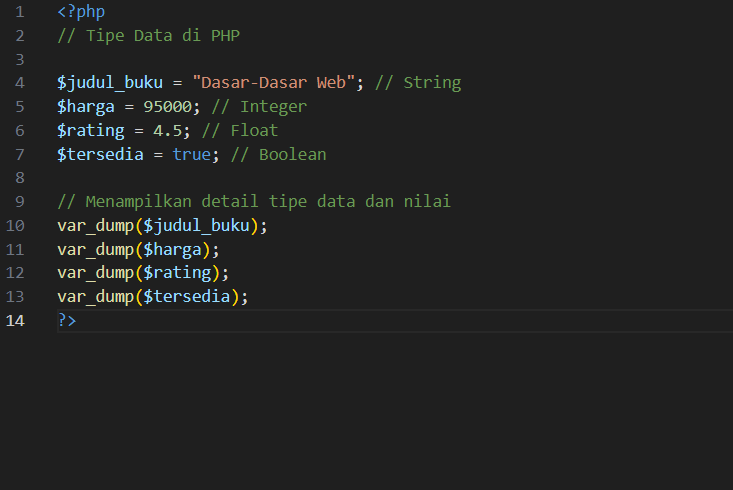 1 <?php
2 // Tipe Data di PHP
3
4 $judul_buku = "Dasar-Dasar Web"; // String
5 $harga = 95000; // Integer
6 $rating = 4.5; // Float
7 $tersedia = true; // Boolean
8
9 // Menampilkan detail tipe data dan nilai
10 var_dump($judul_buku);
11 var_dump($harga);
12 var_dump($rating);
13 var_dump($tersedia);
14 ?>